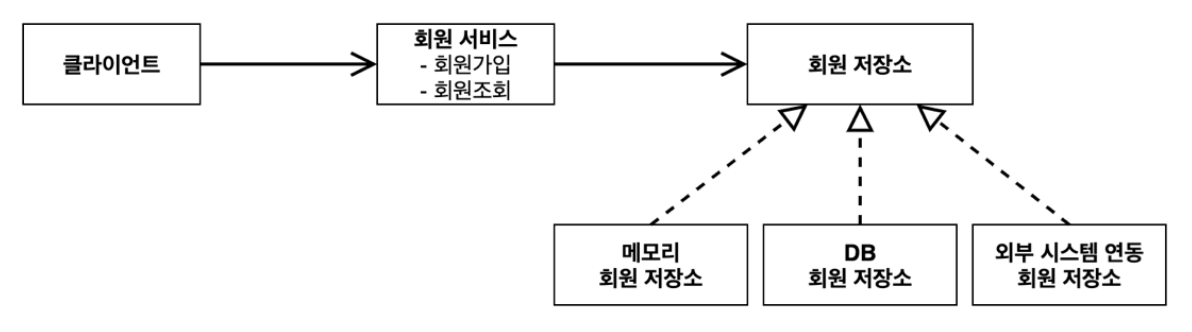 클라이언트
회원 서비스
- 회원가입
- 회원조회
회원 저장소
메모리
회원 저장소
DB
회원 저장소
외부 시스템 연동
회원 저장소